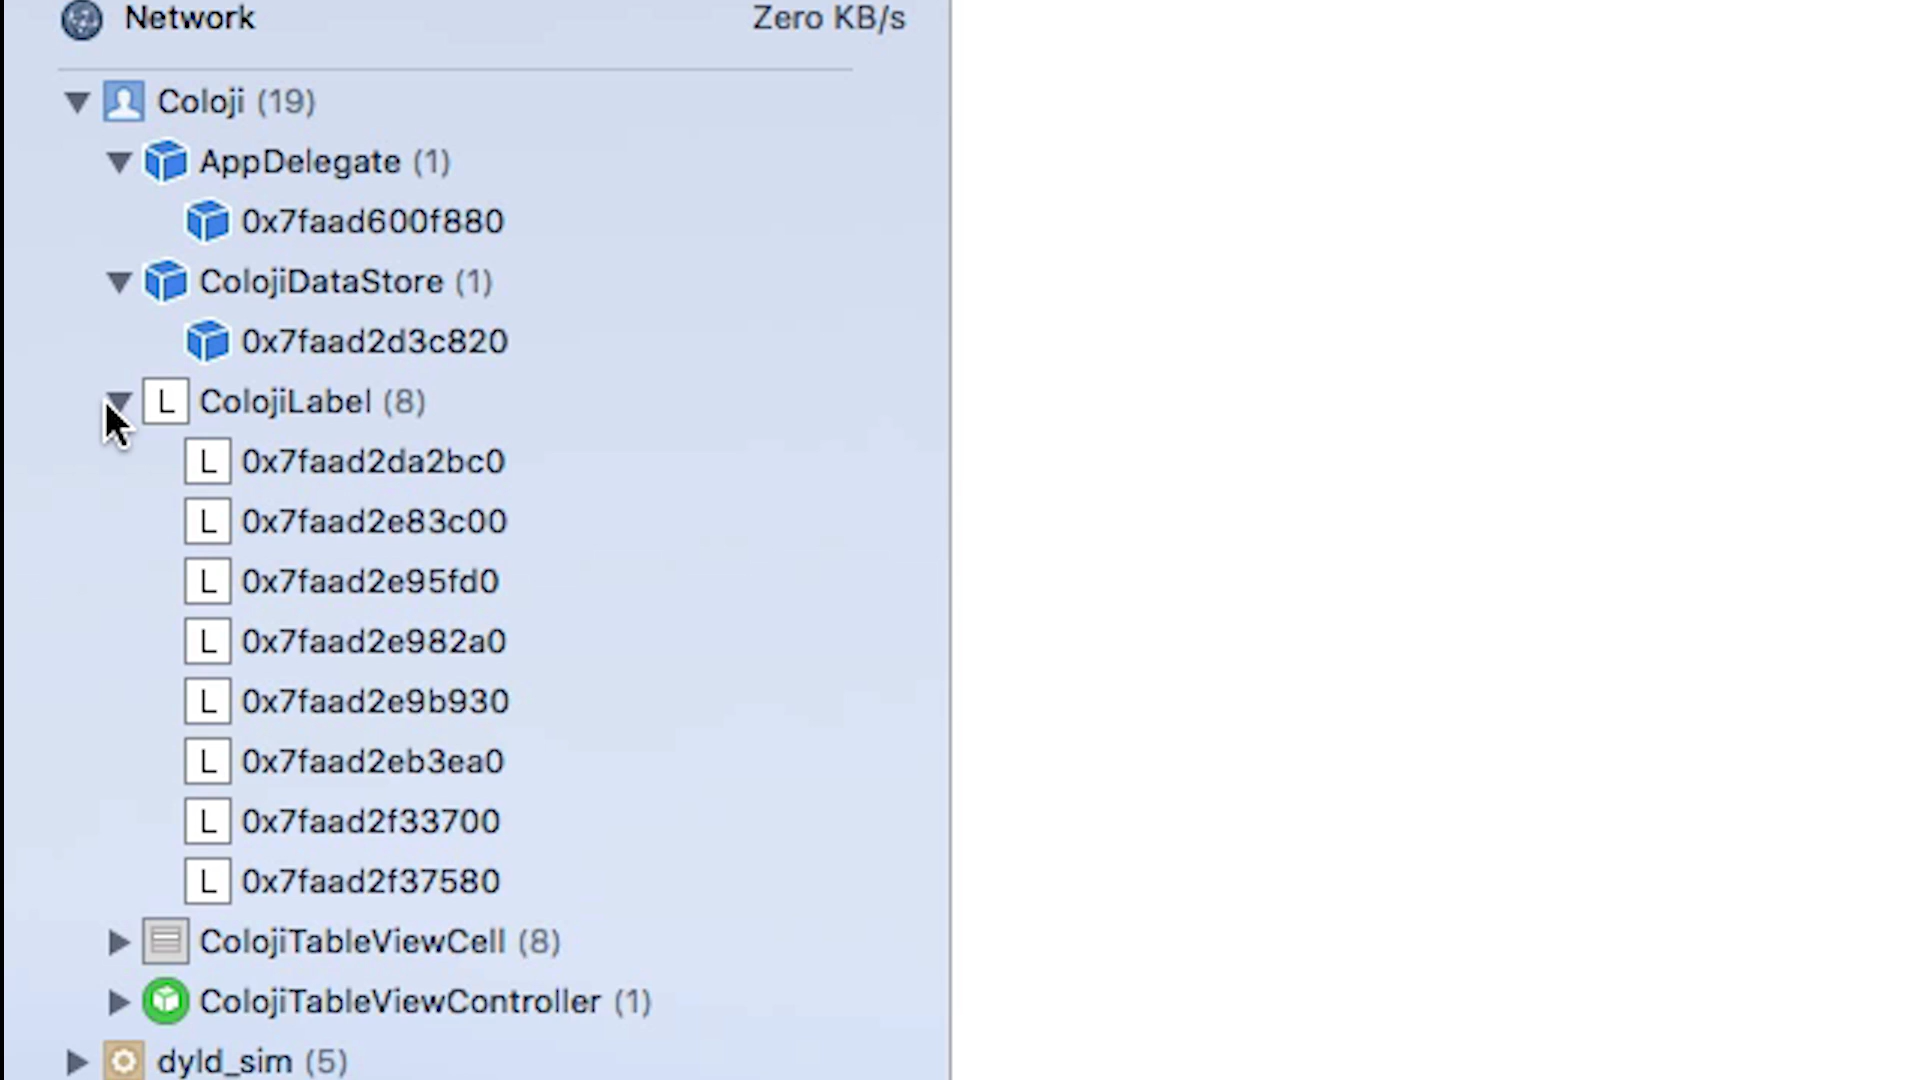 Network Zero KB/s
Coloji (19)
AppDelegate (1)
0x7faad600f880
ColojiDataStore (1)
0x7faad2d3c820
L ColojiLabel (8)
L 0x7faad2da2bc0
L 0x7faad2e83c00
L 0x7faad2e95fd0
L 0x7faad2e982a0
L 0x7faad2e9b930
L 0x7faad2eb3ea0
L 0x7faad2f33700
L 0x7faad2f37580
ColojiTableViewCell (8)
ColojiTableViewController (1)
dyld_sim (5)